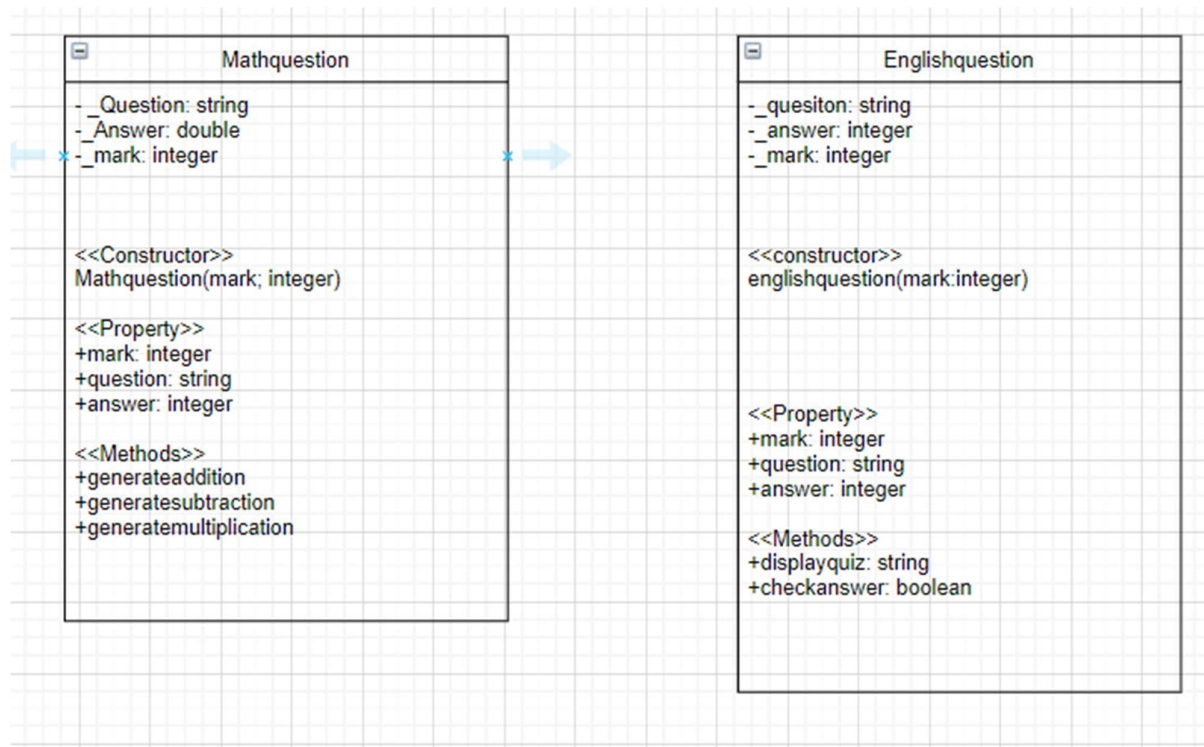 Mathquestion
- _Question: string
-_Answer: double
-_mark: integer
<<Constructor>>
Mathquestion(mark; integer)
<<Property>>
+mark: integer
+question: string
+answer: integer
<<Methods>>
+generateaddition
+generatesubtraction
+generatemultiplication
Englishquestion
-_quesiton: string
-_answer: integer
-_mark: integer
<<constructor>>
englishquestion(mark:integer)
<<Property>>
+mark: integer
+question: string
+answer: integer
<<Methods>>
+displayquiz: string
+checkanswer: boolean